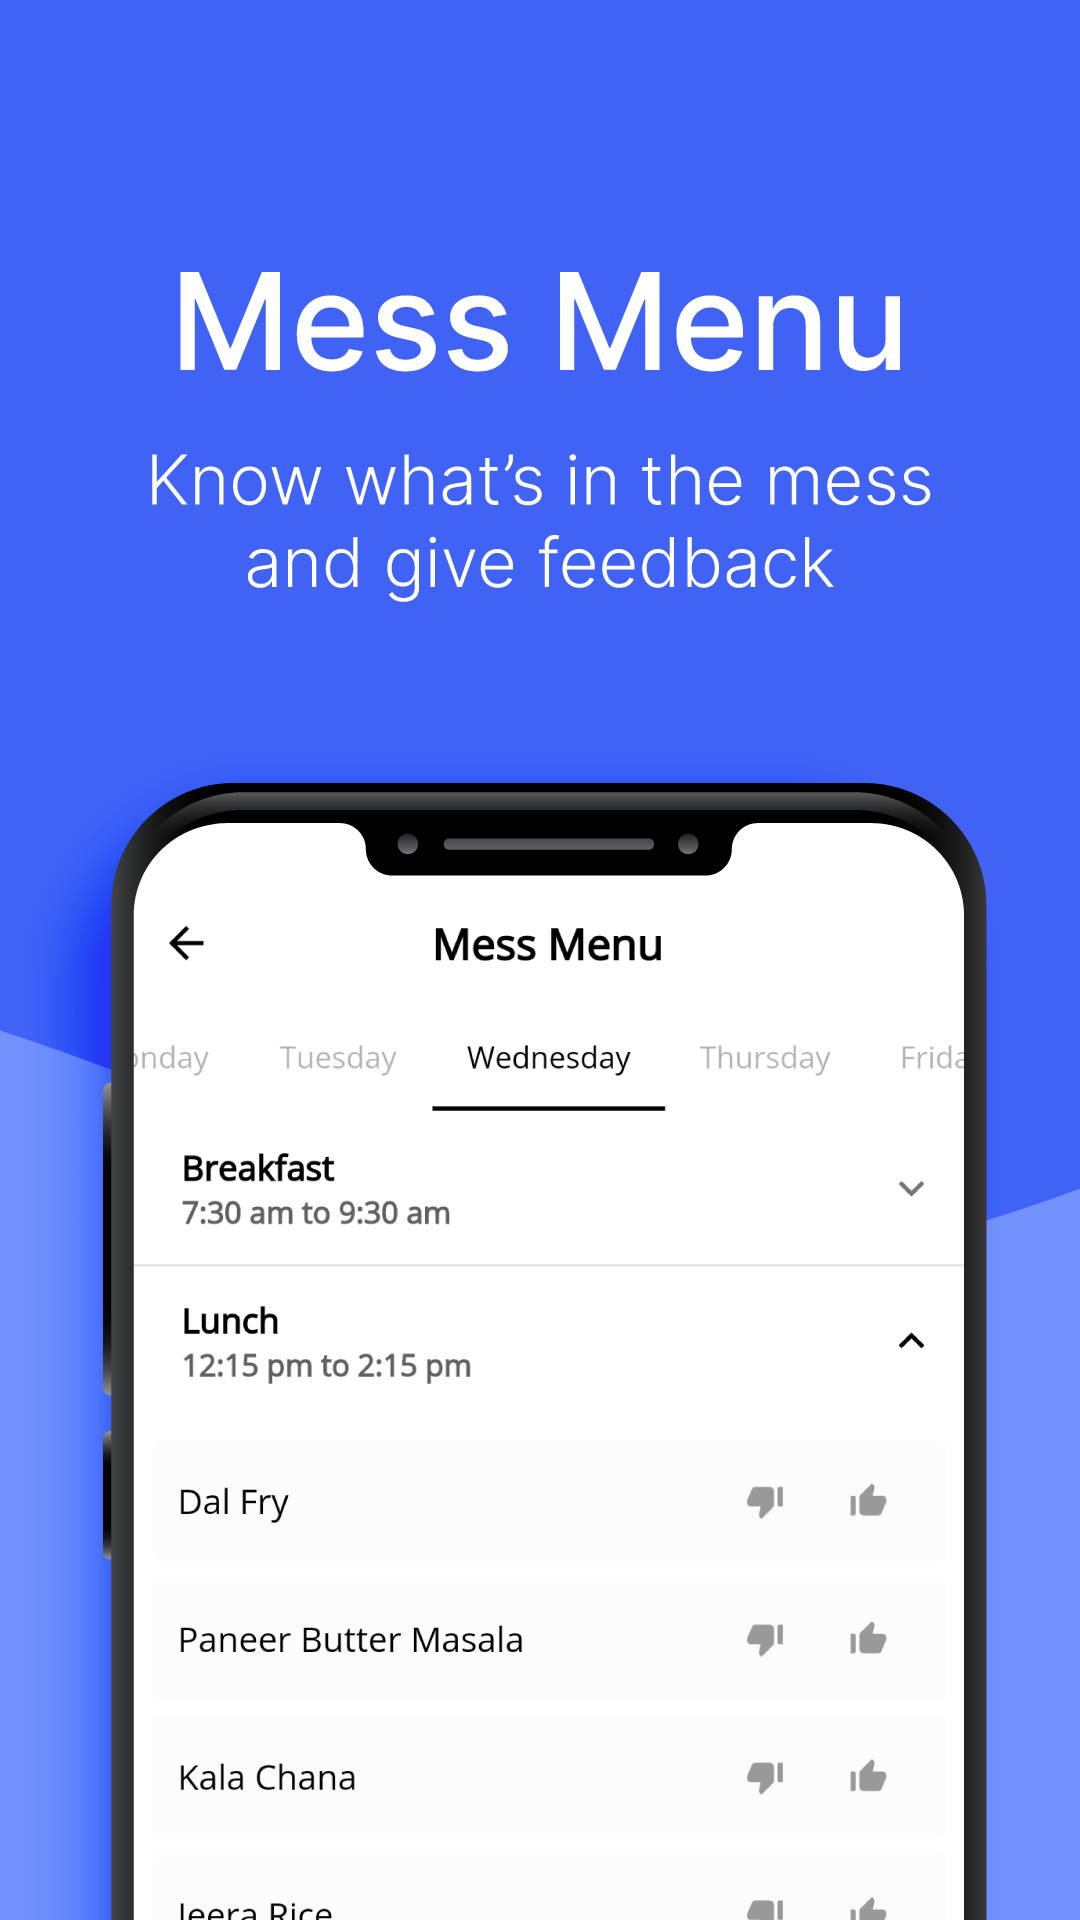 Mess Menu
Know what’s in the mess
and give feedback
Mess Menu
onday Tuesday Wednesday Thursday Frida
Breakfast
7:30 am to 9:30 am
Lunch
12:15 pm to 2:15 pm
Dal Fry
Paneer Butter Masala
Kala Chana
Jeera Rice